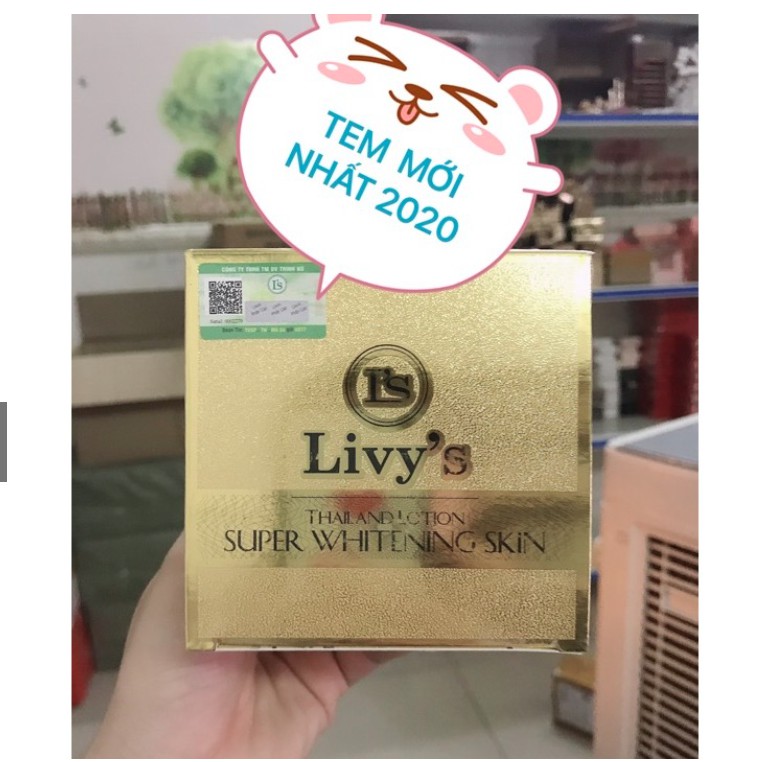 TEM MỚI
NHẤT 2020
L's
L's
Livy's
THAILAND LOTION
SUPER WHITENING SKiN